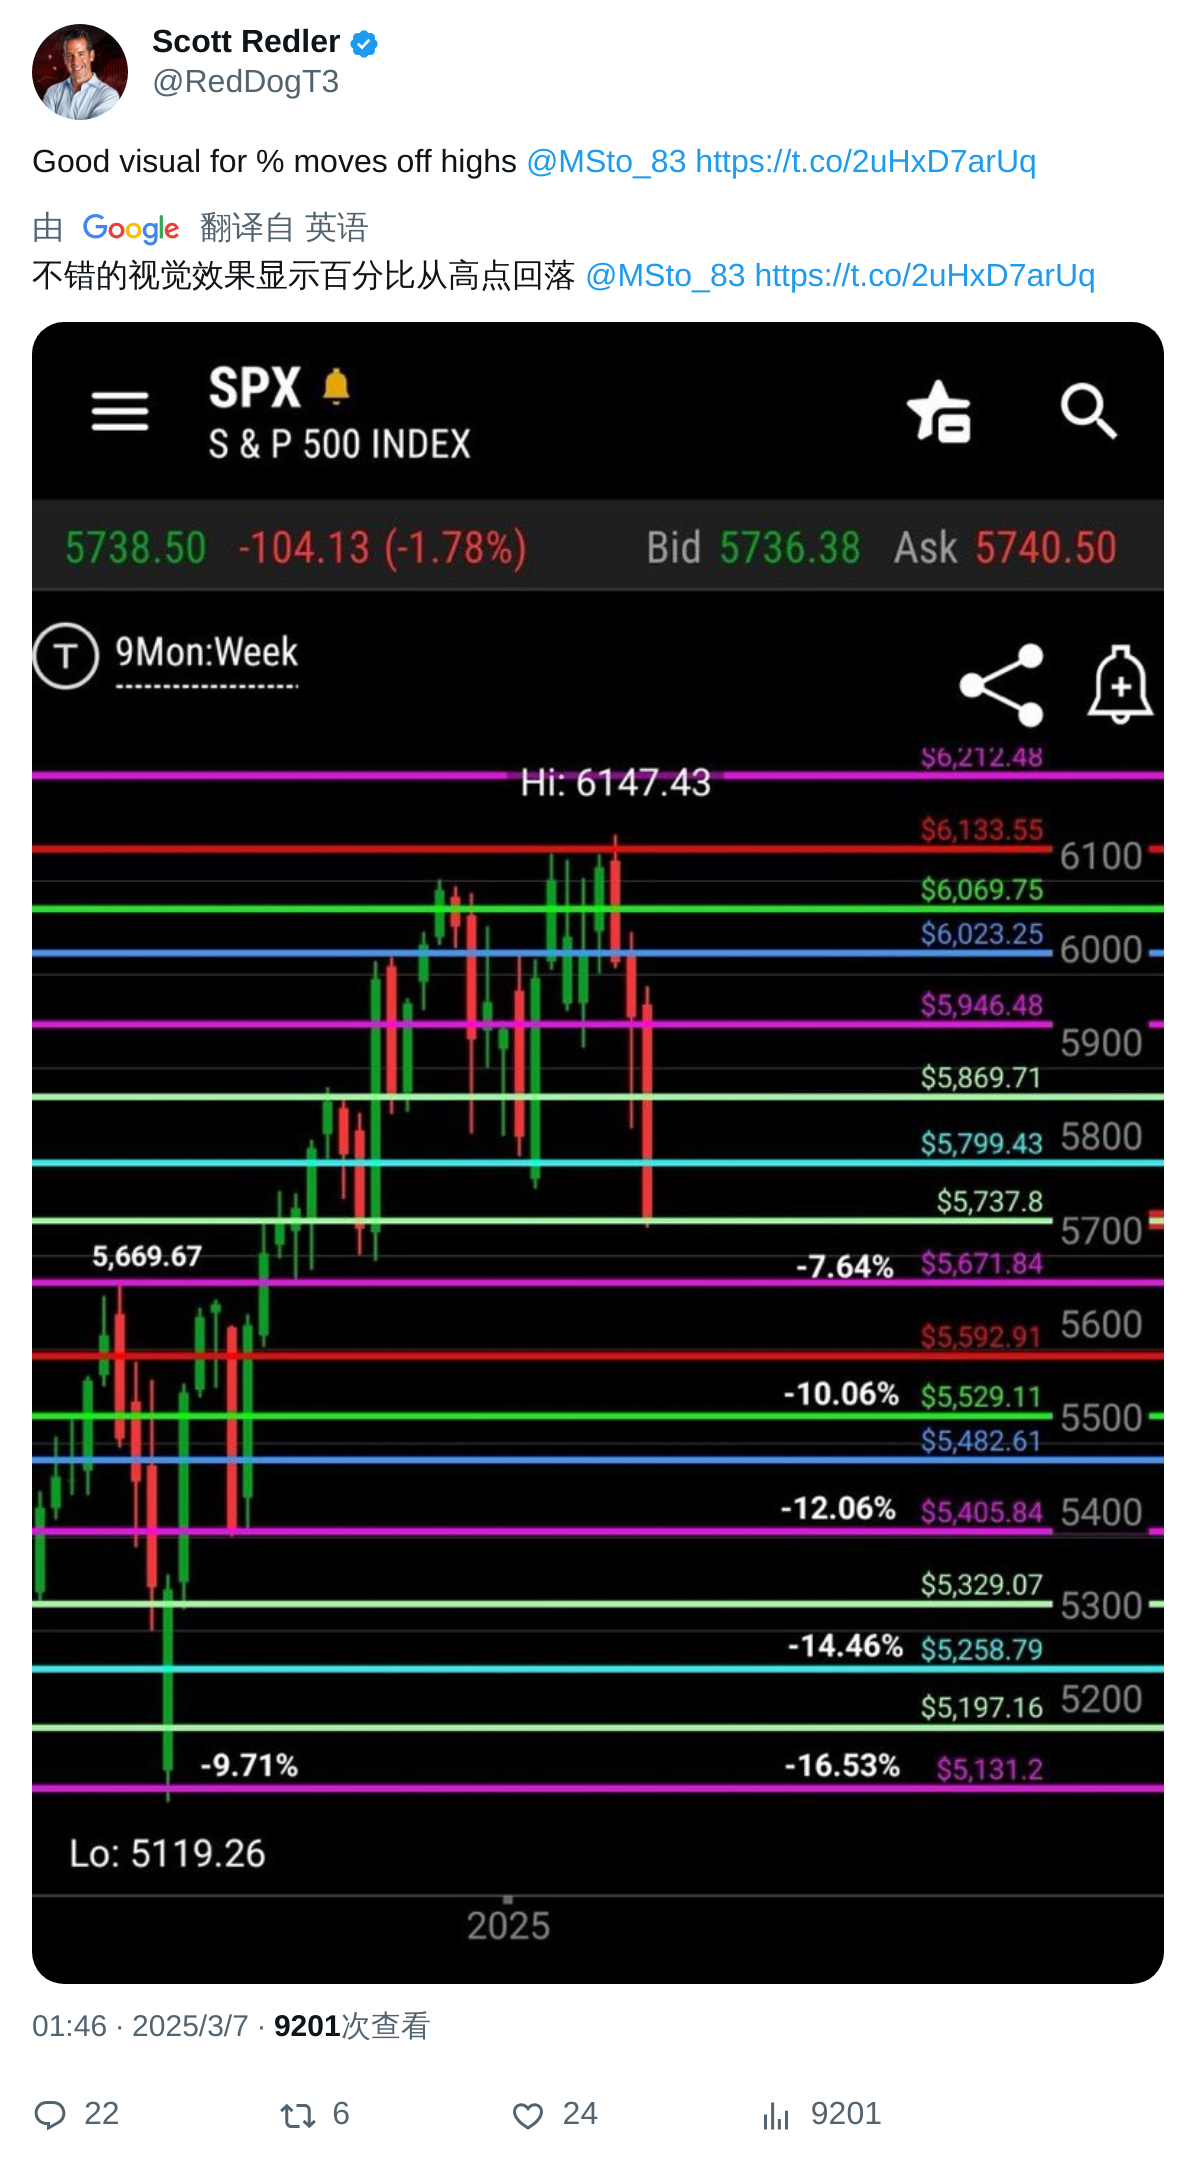 Scott Redler
@RedDogT3
Good visual for % moves off highs @MSto_83 https://t.co/2uHxD7arUq
由 Google 翻译自 英语
不错的视觉效果显示百分比从高点回落 @MSto_83 https://t.co/2uHxD7arUq
SPX
S & P 500 INDEX
5738.50 -104.13 (-1.78%) Bid 5736.38 Ask 5740.50
T 9Mon:Week
$6,212.48
Hi: 6147.43
$6,133.55
6100
$6,069.75
$6,023.25
6000
$5,946.48
5900
$5,869.71
5800
$5,799.43
$5,737.8
5700
5,669.67
-7.64% $5,671.84
5600
$5,592.91
-10.06% $5,529.11
5500
$5,482.61
-12.06% $5,405.84
5400
$5,329.07
5300
-14.46% $5,258.79
5200
$5,197.16
-9.71%
-16.53% $5,131.2
Lo: 5119.26
2025
01:46 · 2025/3/7 · 9201次查看
22 6 24 9201